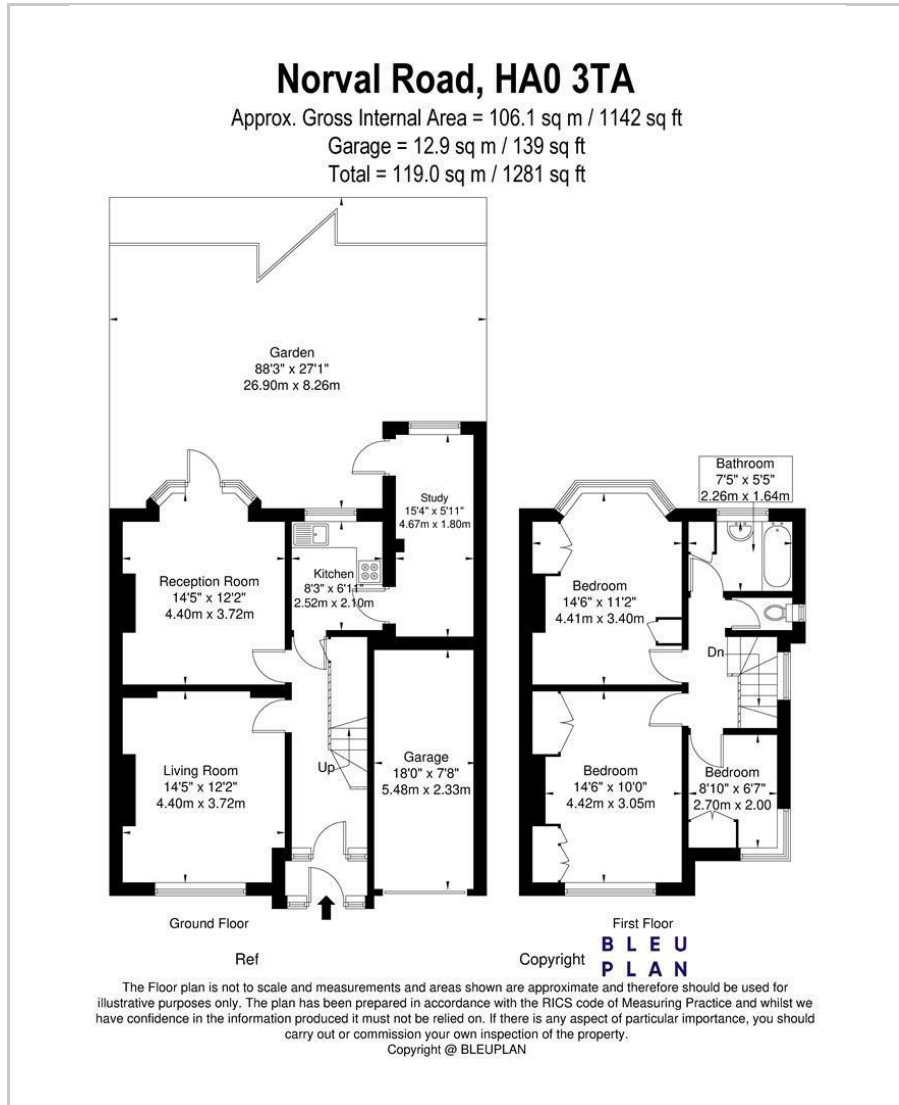 Norval Road, HA0 3TA
Approx. Gross Internal Area = 106.1 sq m / 1142 sq ft
Garage = 12.9 sq m / 139 sq ft
Total = 119.0 sq m / 1281 sq ft
Garden
88'3" x 27'1"
26.90m x 8.26m
Study
15'4" x 5'11"
4.67m x 1.80m
Kitchen
8'3" x 6'11"
2.52m x 2.10m
Reception Room
14'5" x 12'2"
4.40m x 3.72m
Living Room
14'5" x 12'2"
4.40m x 3.72m
Up
Garage
18'0" x 7'8"
5.48m x 2.33m
Ground Floor
Bathroom
7'5" x 5'5"
2.26m x 1.64m
Bedroom
14'6" x 11'2"
4.41m x 3.40m
Dn
Bedroom
14'6" x 10'0"
4.42m x 3.05m
Bedroom
8'10" x 6'7"
2.70m x 2.00
First Floor
Ref
Copyright
BLEU
PLAN
The Floor plan is not to scale and measurements and areas shown are approximate and therefore should be used for
illustrative purposes only. The plan has been prepared in accordance with the RICS code of Measuring Practice and whilst we
have confidence in the information produced it must not be relied on. If there is any aspect of particular importance, you should
carry out or commission your own inspection of the property.
Copyright @ BLEUPLAN